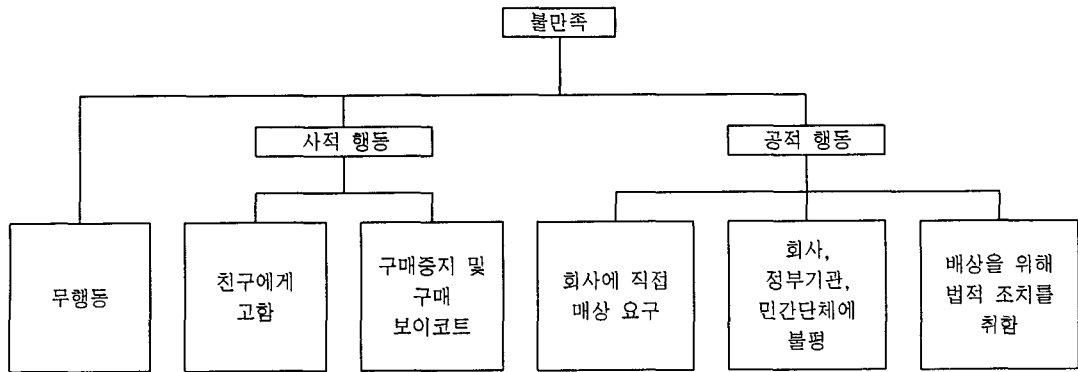 불만족
사적 행동
공적 행동
무행동
친구에게
고함
구매중지 및
구매
보이코트
회사에 직접
매상 요구
회사,
정부기관,
민간단체에
불평
배상을 위해
법적 조치를
취함